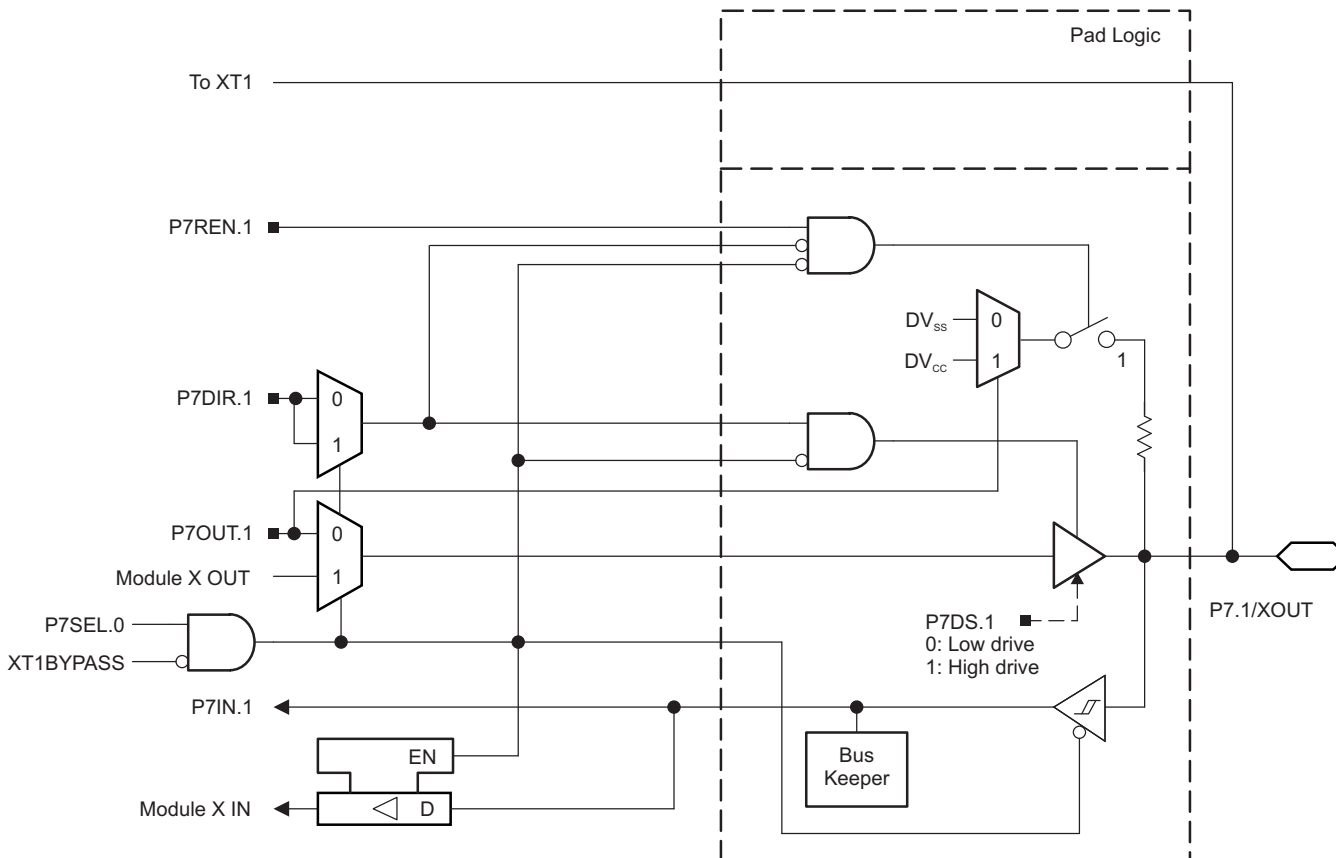 Pad Logic
To XT1
P7REN.1
DVSS
0
DVCC
1
1
P7DIR.1
0
1
P7OUT.1
0
Module X OUT
1
P7SEL.0
XT1BYPASS
P7DS.1
0: Low drive
1: High drive
P7.1/XOUT
P7IN.1
EN
Bus
Keeper
Module X IN
D